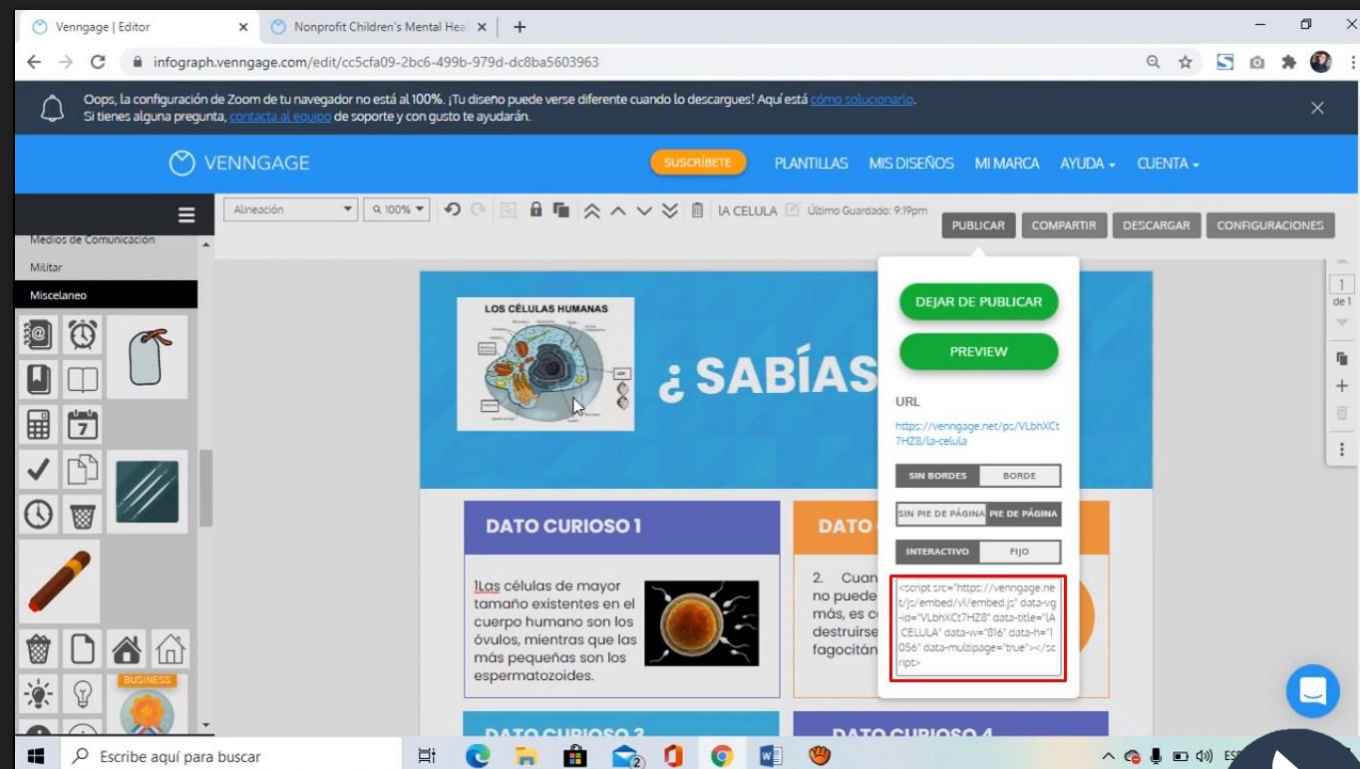 Venngage | Editor
Nonprofit Children's Mental Heal
infograph.venngage.com/edit/cc5cfa09-2bc6-499b-979d-dc8ba5603963
Oops, la configuración de Zoom de tu navegador no está al 100%. ¡Tu diseño puede verse diferente cuando lo descargues! Aquí está cómo solucionarlo.
Si tienes alguna pregunta, contacta al equipo de soporte y con gusto te ayudarán.
VENNGAGE
SUSCRÍBETE
PLANTILLAS
MIS DISEÑOS
MI MARCA
AYUDA
CUENTA
Alineación
100%
lA CELULA
Último Guardado: 9:19pm
PUBLICAR
COMPARTIR
DESCARGAR
CONFIGURACIONES
Medios de Comunicación
Militar
Miscelaneo
7
BUSINESS
1
de 1
LOS CÉLULAS HUMANAS
¿ SABÍAS
DEJAR DE PUBLICAR
PREVIEW
URL
https://venngage.net/ps/VLbhXCt
7HZ8/la-celula
SIN BORDES
BORDE
SIN PIE DE PÁGINA
PIE DE PÁGINA
INTERACTIVO
FIJO
<script src="https://venngage.ne
t/js/embed/v1/embed.js" data-vg
-id="VLbhXCt7HZ8" data-title="lA
CELULA" data-w="816" data-h="1
056" data-multipage="true"></sc
ript>
DATO CURIOSO 1
1Las células de mayor
tamaño existentes en el
cuerpo humano son los
óvulos, mientras que las
más pequeñas son los
espermatozoides.
DATO
2. Cuan
no puede
más, es c
destruirse
fagocitán
DATO CURIOSO 3
DATO CURIOSO 4
Escribe aquí para buscar
2